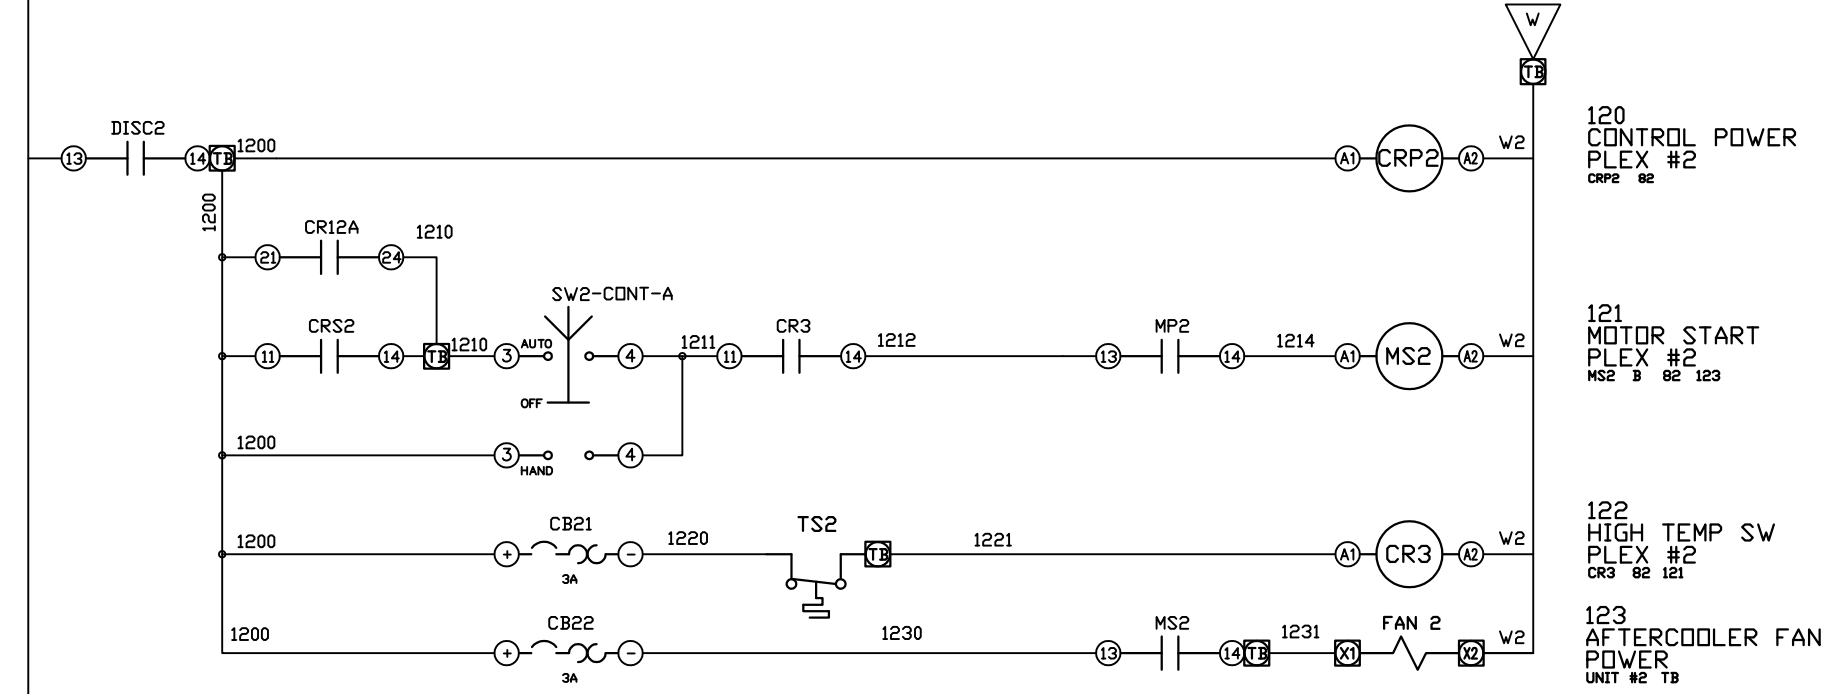 W
TB
DISC2
13
14
TB
1200
A1
CRP2
A2
W2
120
CONTROL POWER
PLEX #2
CRP2 82
1200
CR12A
21
24
1210
SW2-CONT-A
CRS2
11
14
TB
1210
3
AUTO
4
OFF
1211
CR3
11
14
1212
MP2
13
14
1214
A1
MS2
A2
W2
121
MOTOR START
PLEX #2
MS2 B 82 123
1200
3
HAND
4
1200
CB21
+
-
3A
1220
TS2
TB
1221
A1
CR3
A2
W2
122
HIGH TEMP SW
PLEX #2
CR3 82 121
1200
CB22
+
-
3A
1230
MS2
13
14
TB
1231
X1
FAN 2
X2
W2
123
AFTERCOOLER FAN
POWER
UNIT #2 TB